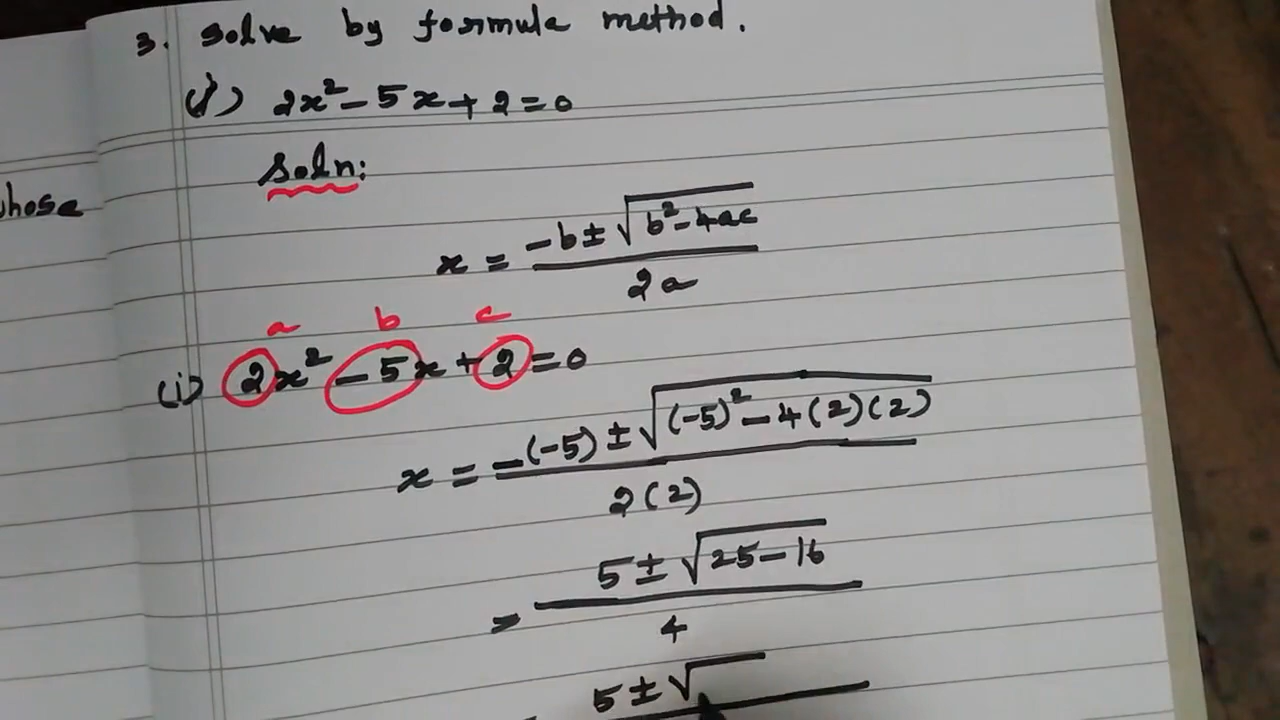 3. solve by formula method.
(i) 2x² - 5x + 2 = 0
soln:
hose
x = -b ± √(b² - 4ac) / 2a
a b c
(i) 2x² - 5x + 2 = 0
x = -(-5) ± √((-5)² - 4(2)(2)) / 2(2)
= 5 ± √(25 - 16) / 4
5 ± √